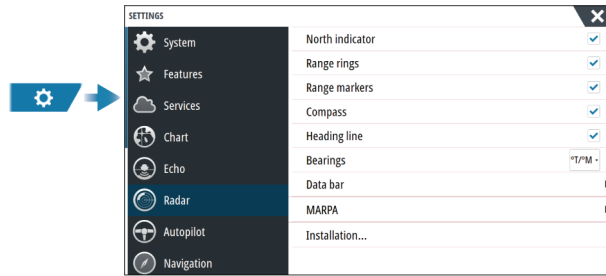 SETTINGS
System
Features
Services
Chart
Echo
Radar
Autopilot
Navigation
North indicator
Range rings
Range markers
Compass
Heading line
Bearings
°T/°M
Data bar
MARPA
Installation...